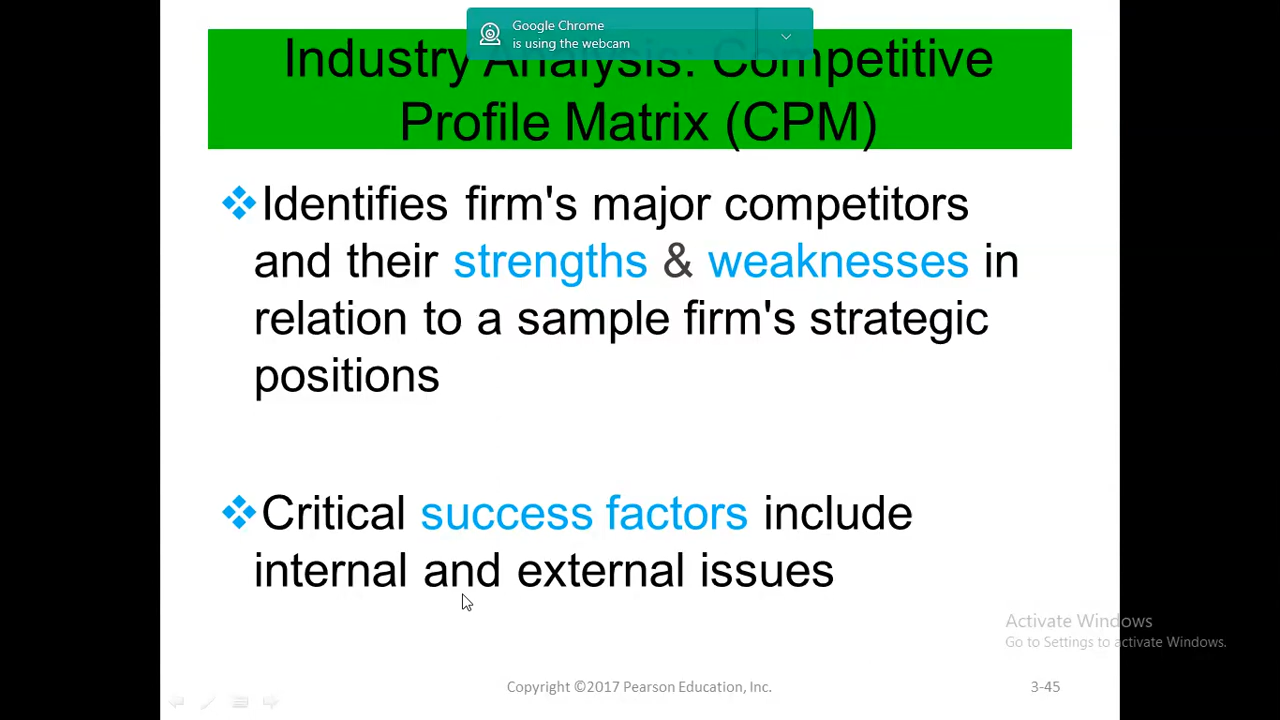 Google Chrome
is using the webcam
Industry Analysis: Competitive
Profile Matrix (CPM)
Identifies firm's major competitors
and their strengths & weaknesses in
relation to a sample firm's strategic
positions
Critical success factors include
internal and external issues
Activate Windows
Go to Settings to activate Windows.
Copyright ©2017 Pearson Education, Inc.
3-45